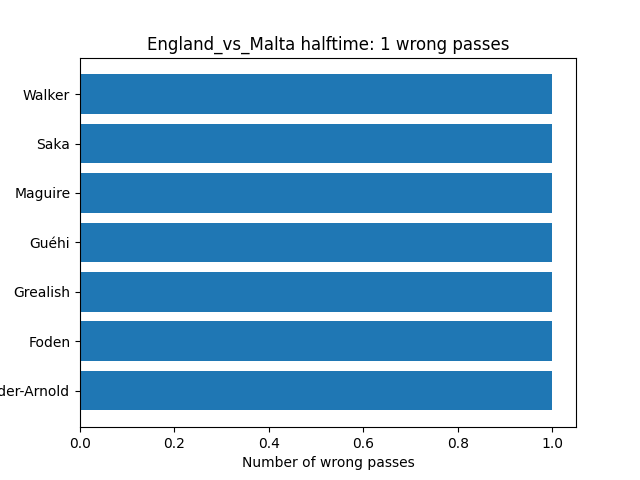 England_vs_Malta halftime: 1 wrong passes
Walker
Saka
Maguire
Guéhi
Grealish
Foden
der-Arnold
0.0 0.2 0.4 0.6 0.8 1.0
Number of wrong passes